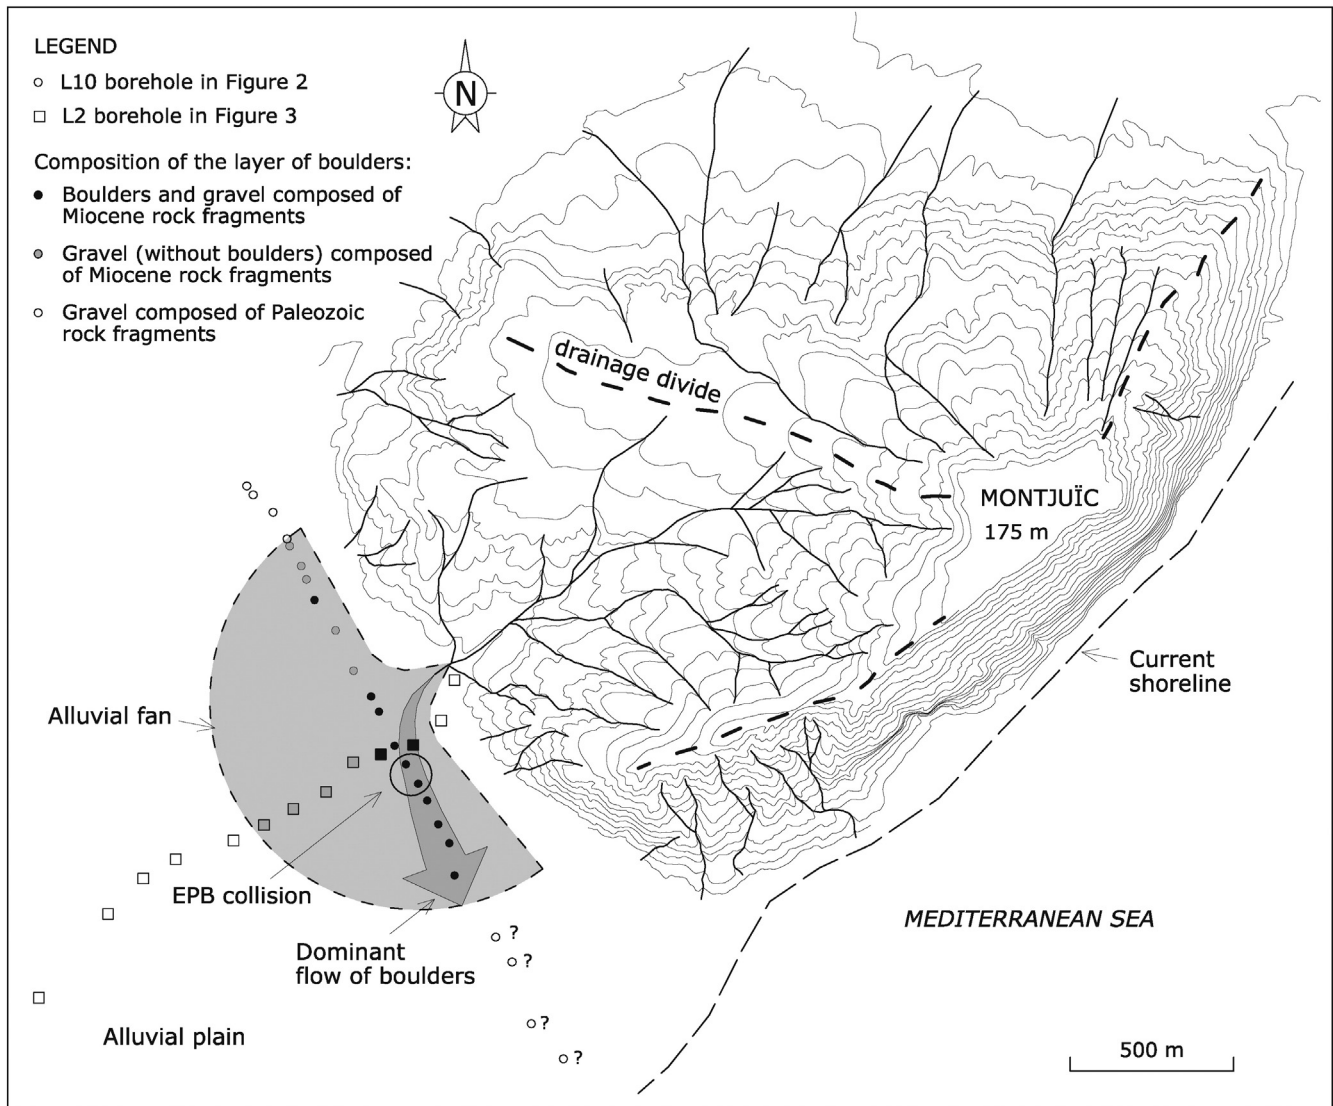 LEGEND
L10 borehole in Figure 2
L2 borehole in Figure 3
Composition of the layer of boulders:
Boulders and gravel composed of
Miocene rock fragments
Gravel (without boulders) composed
of Miocene rock fragments
Gravel composed of Paleozoic
rock fragments
N
drainage divide
MONTJUÏC
175 m
Current
shoreline
Alluvial fan
EPB collision
Dominant
flow of boulders
MEDITERRANEAN SEA
?
?
?
?
Alluvial plain
500 m